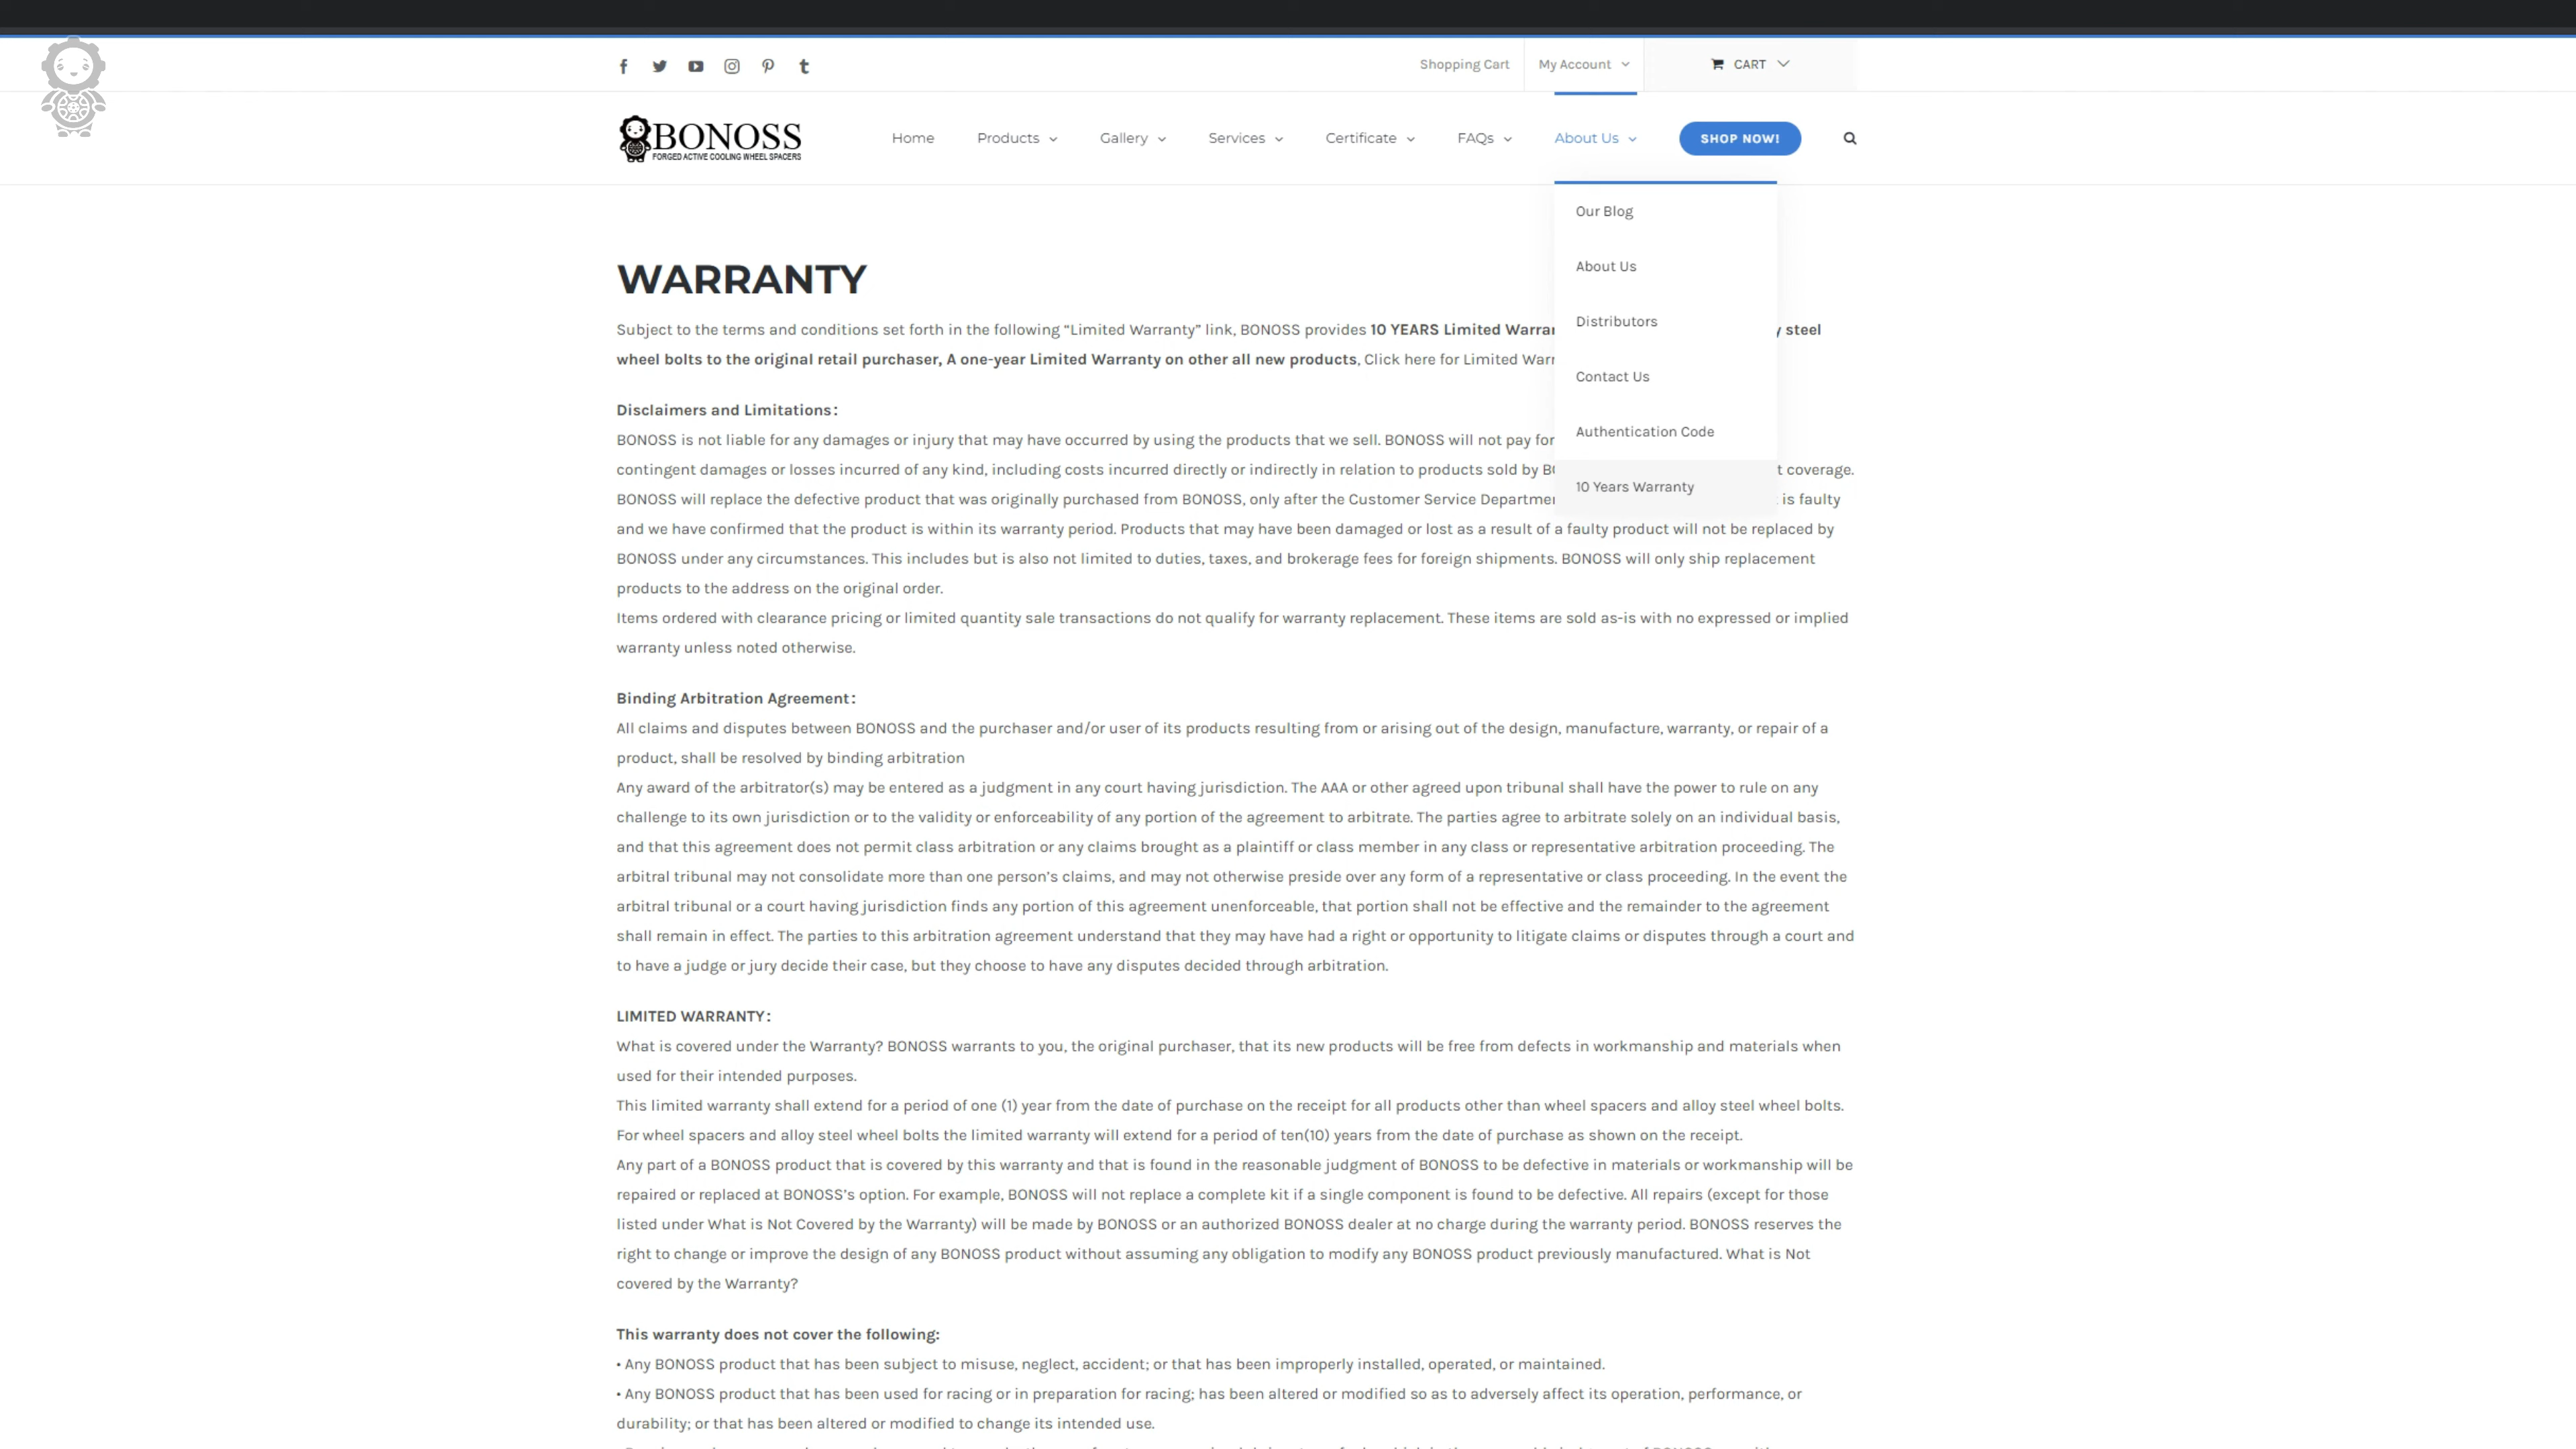 Shopping Cart
My Account
CART
BONOSS
FORGED ACTIVE COOLING WHEEL SPACERS
Home
Products
Gallery
Services
Certificate
FAQs
About Us
SHOP NOW!
Our Blog
About Us
Distributors
Contact Us
Authentication Code
10 Years Warranty
WARRANTY
Subject to the terms and conditions set forth in the following “Limited Warranty” link, BONOSS provides 10 YEARS Limited steel
wheel bolts to the original retail purchaser, A one-year Limited Warranty on other all new products, Click here for Limited
Disclaimers and Limitations:
BONOSS is not liable for any damages or injury that may have occurred by using the products that we sell. BONOSS will not pay for
contingent damages or losses incurred of any kind, including costs incurred directly or indirectly in relation to products sold by coverage.
BONOSS will replace the defective product that was originally purchased from BONOSS, only after the Customer Service is faulty
and we have confirmed that the product is within its warranty period. Products that may have been damaged or lost as a result of a faulty product will not be replaced by
BONOSS under any circumstances. This includes but is also not limited to duties, taxes, and brokerage fees for foreign shipments. BONOSS will only ship replacement
products to the address on the original order.
Items ordered with clearance pricing or limited quantity sale transactions do not qualify for warranty replacement. These items are sold as-is with no expressed or implied
warranty unless noted otherwise.
Binding Arbitration Agreement:
All claims and disputes between BONOSS and the purchaser and/or user of its products resulting from or arising out of the design, manufacture, warranty, or repair of a
product, shall be resolved by binding arbitration
Any award of the arbitrator(s) may be entered as a judgment in any court having jurisdiction. The AAA or other agreed upon tribunal shall have the power to rule on any
challenge to its own jurisdiction or to the validity or enforceability of any portion of the agreement to arbitrate. The parties agree to arbitrate solely on an individual basis,
and that this agreement does not permit class arbitration or any claims brought as a plaintiff or class member in any class or representative arbitration proceeding. The
arbitral tribunal may not consolidate more than one person’s claims, and may not otherwise preside over any form of a representative or class proceeding. In the event the
arbitral tribunal or a court having jurisdiction finds any portion of this agreement unenforceable, that portion shall not be effective and the remainder to the agreement
shall remain in effect. The parties to this arbitration agreement understand that they may have had a right or opportunity to litigate claims or disputes through a court and
to have a judge or jury decide their case, but they choose to have any disputes decided through arbitration.
LIMITED WARRANTY:
What is covered under the Warranty? BONOSS warrants to you, the original purchaser, that its new products will be free from defects in workmanship and materials when
used for their intended purposes.
This limited warranty shall extend for a period of one (1) year from the date of purchase on the receipt for all products other than wheel spacers and alloy steel wheel bolts.
For wheel spacers and alloy steel wheel bolts the limited warranty will extend for a period of ten(10) years from the date of purchase as shown on the receipt.
Any part of a BONOSS product that is covered by this warranty and that is found in the reasonable judgment of BONOSS to be defective in materials or workmanship will be
repaired or replaced at BONOSS’s option. For example, BONOSS will not replace a complete kit if a single component is found to be defective. All repairs (except for those
listed under What is Not Covered by the Warranty) will be made by BONOSS or an authorized BONOSS dealer at no charge during the warranty period. BONOSS reserves the
right to change or improve the design of any BONOSS product without assuming any obligation to modify any BONOSS product previously manufactured. What is Not
covered by the Warranty?
This warranty does not cover the following:
• Any BONOSS product that has been subject to misuse, neglect, accident; or that has been improperly installed, operated, or maintained.
• Any BONOSS product that has been used for racing or in preparation for racing; has been altered or modified so as to adversely affect its operation, performance, or
durability; or that has been altered or modified to change its intended use.